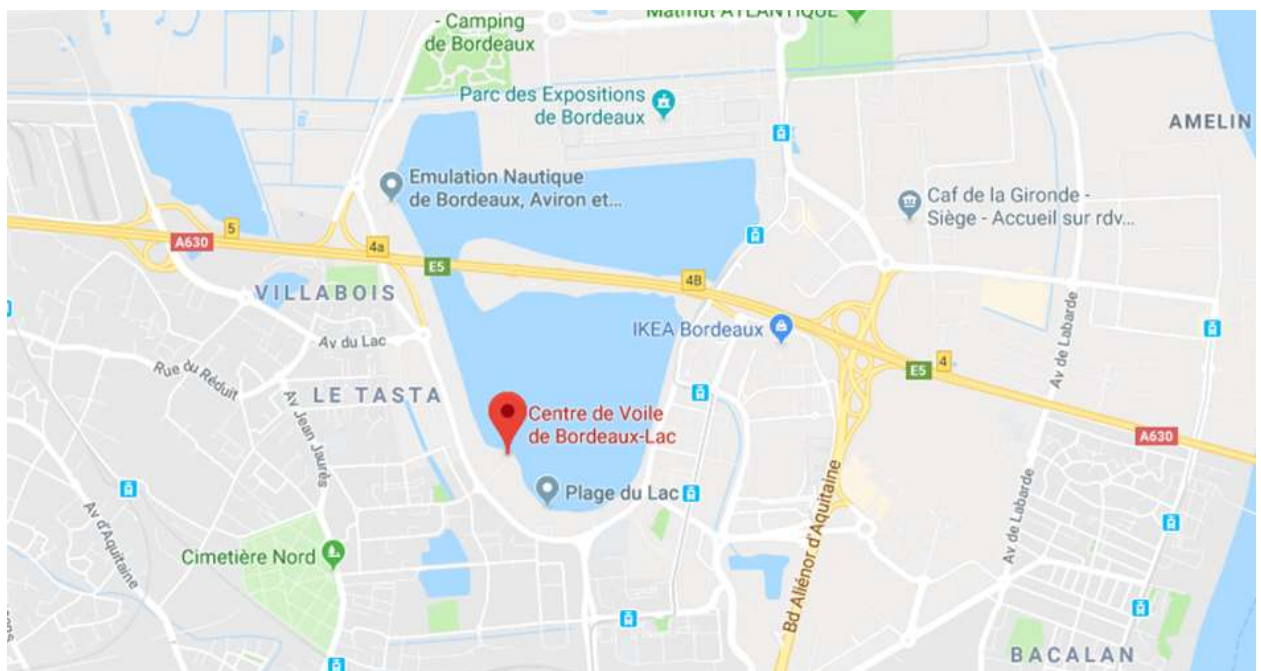 - Camping
de Bordeaux
Matmut ATLANTIQUE
Parc des Expositions
de Bordeaux
AMELIN
Emulation Nautique
de Bordeaux, Aviron et...
Caf de la Gironde -
Siège - Accueil sur rdv...
5
A630
4a
E5
4B
VILLABOIS
IKEA Bordeaux
Av du Lac
Rue du Réduit
LE TASTA
Av Jean Jaurès
Av de Labarde
E5
4
Centre de Voile
de Bordeaux-Lac
A630
Plage du Lac
Av d'Aquitaine
Bd Aliénor d'Aquitaine
Av de Labarde
Cimetière Nord
BACALAN